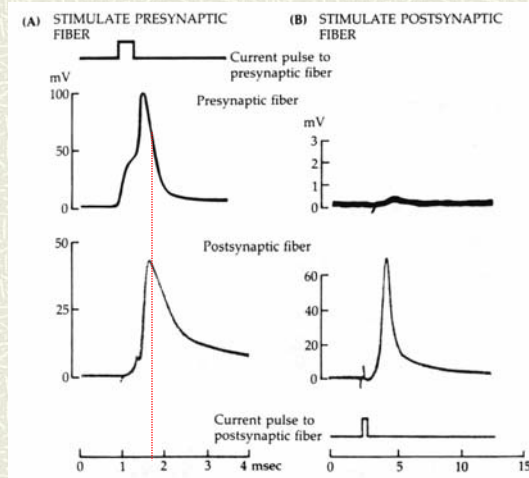 (A) STIMULATE PRESYNAPTIC
FIBER
(B) STIMULATE POSTSYNAPTIC
FIBER
Current pulse to
presynaptic fiber
mV
Presynaptic fiber
100
50
0
mV
3
2
1
0
Postsynaptic fiber
50
25
0
60
40
20
0
Current pulse to
postsynaptic fiber
0 1 2 3 4 msec
0 5 10 15